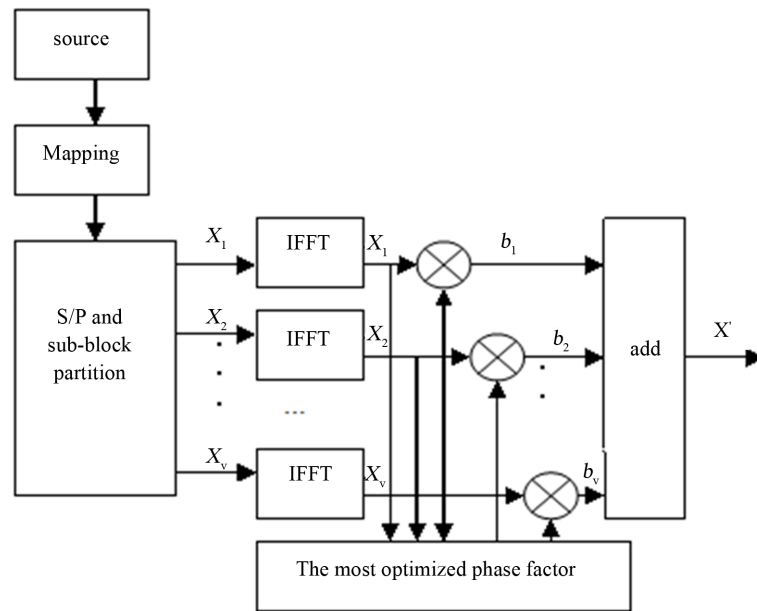 source
Mapping
S/P and
sub-block
partition
X₁
IFFT
X₁
b₁
X₂
IFFT
X₂
b₂
...
Xᵥ
IFFT
Xᵥ
bᵥ
add
X'
The most optimized phase factor